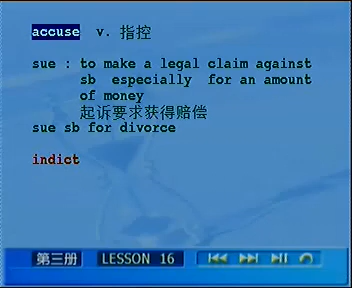 accuse v. 指控
sue : to make a legal claim against
sb especially for an amount
of money
起诉要求获得赔偿
sue sb for divorce
indict
第三册 LESSON 16